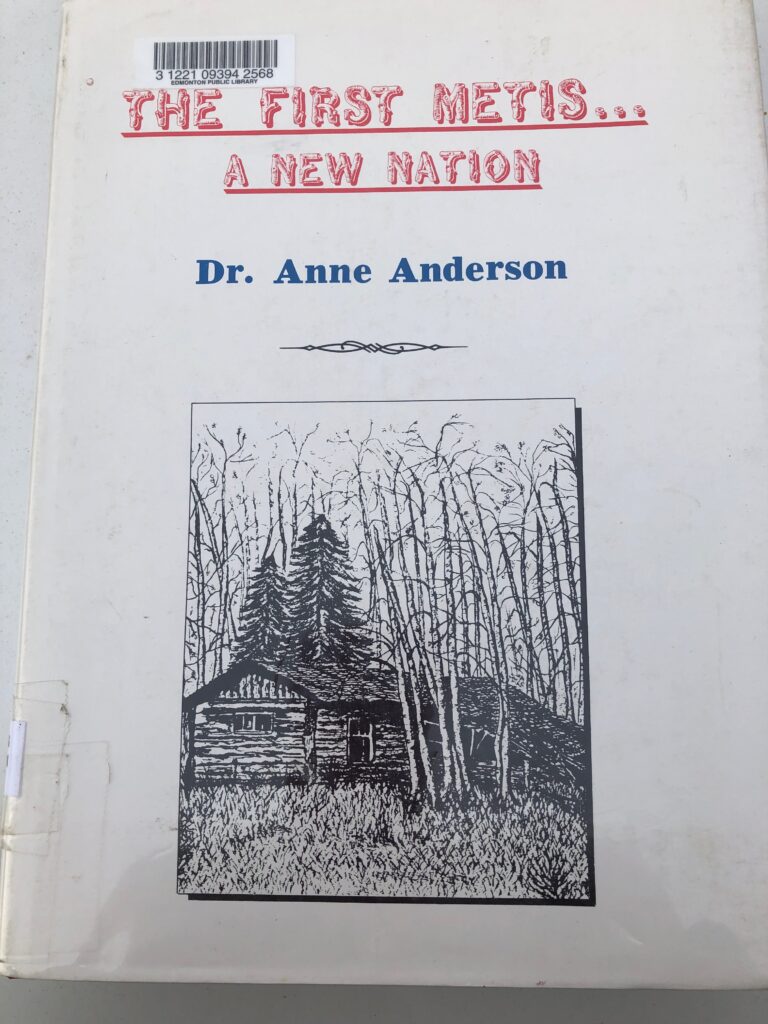 3 1221 09394 2568
EDMONTON PUBLIC LIBRARY
THE FIRST METIS...
A NEW NATION
Dr. Anne Anderson